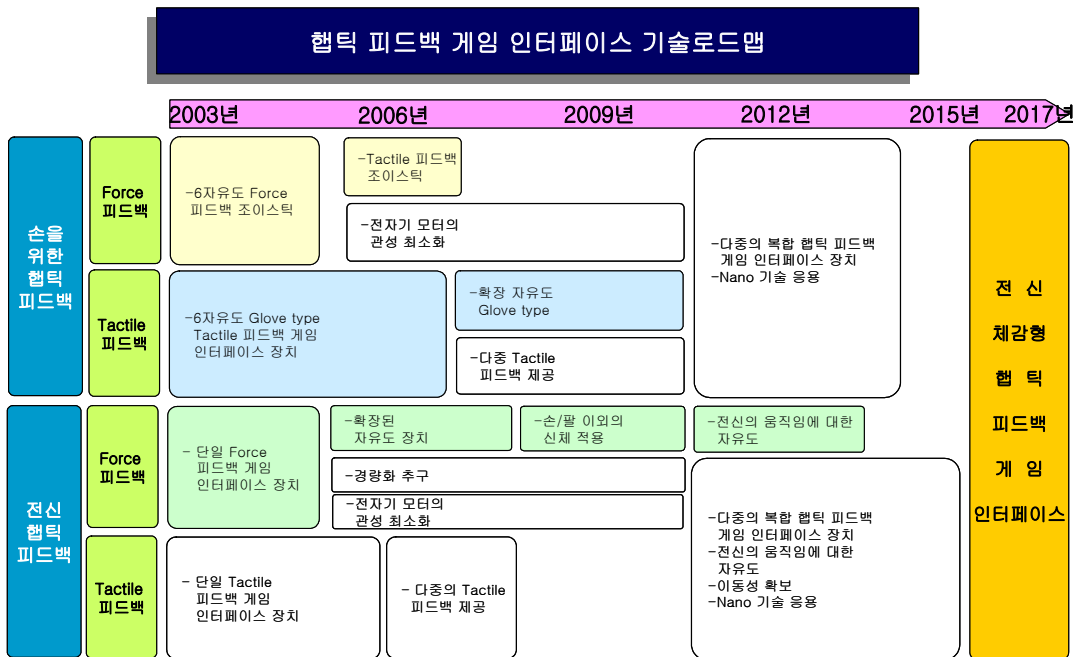 햅틱 피드백 게임 인터페이스 기술로드맵
2003년
2006년
2009년
2012년
2015년
2017년
손을
위한
햅틱
피드백
Force
피드백
-6자유도 Force
피드백 조이스틱
-Tactile 피드백
조이스틱
-전자기 모터의
관성 최소화
-다중의 복합 햅틱 피드백
게임 인터페이스 장치
-Nano 기술 응용
Tactile
피드백
-6자유도 Glove type
Tactile 피드백 게임
인터페이스 장치
-확장 자유도
Glove type
-다중 Tactile
피드백 제공
전신
햅틱
피드백
Force
피드백
- 단일 Force
피드백 게임
인터페이스 장치
-확장된
자유도 장치
-손/팔 이외의
신체 적용
-전신의 움직임에 대한
자유도
-경량화 추구
-전자기 모터의
관성 최소화
-다중의 복합 햅틱 피드백
게임 인터페이스 장치
-전신의 움직임에 대한
자유도
-이동성 확보
-Nano 기술 응용
Tactile
피드백
- 단일 Tactile
피드백 게임
인터페이스 장치
- 다중의 Tactile
피드백 제공
전 신
체감형
햅 틱
피드백
게 임
인터페이스